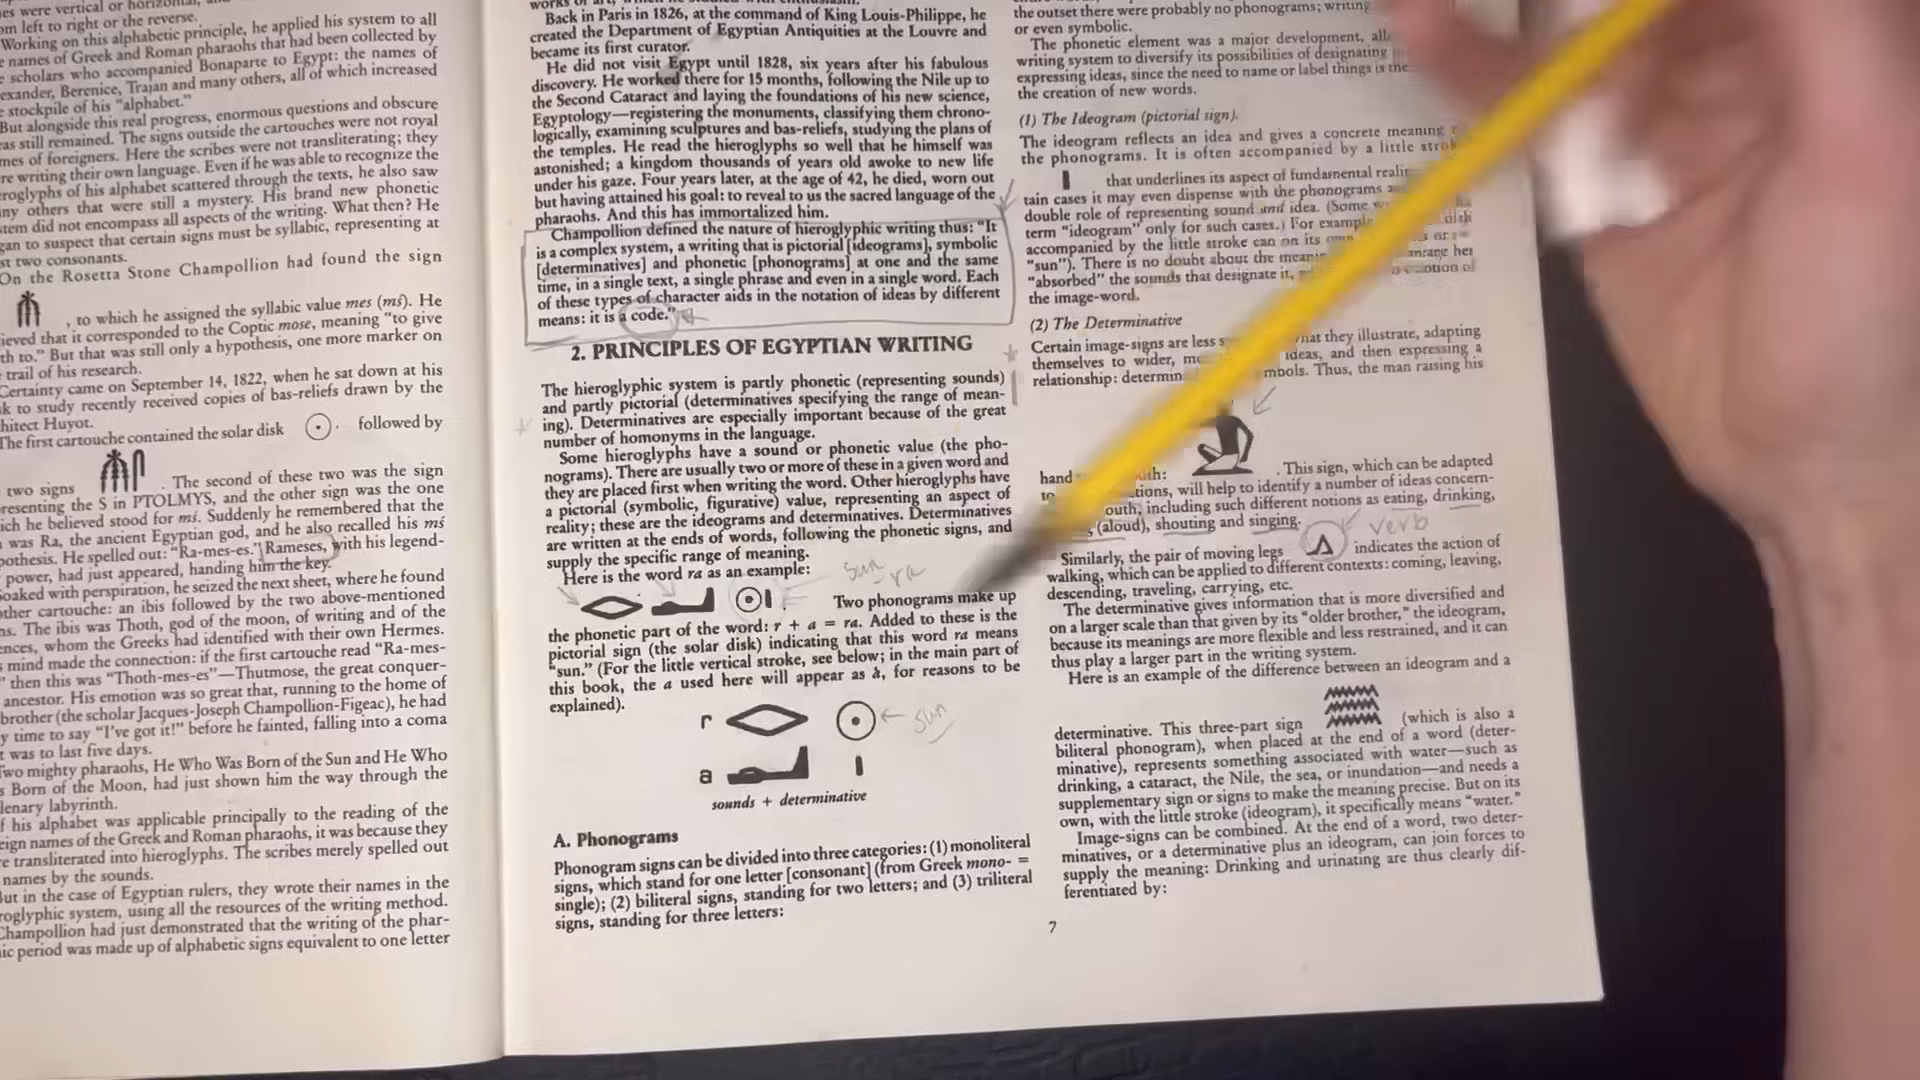 es were vertical or horizontal,
om left to right or the reverse.
Working on this alphabetic principle, he applied his system to all
e names of Greek and Roman pharaohs that had been collected by
e scholars who accompanied Bonaparte to Egypt: the names of
exander, Berenice, Trajan and many others, all of which increased
e stockpile of his "alphabet."
But alongside this real progress, enormous questions and obscure
as still remained. The signs outside the cartouches were not royal
mes of foreigners. Here the scribes were not transliterating; they
re writing their own language. Even if he was able to recognize the
eroglyphs of his alphabet scattered through the texts, he also saw
ny others that were still a mystery. His brand new phonetic
stem did not encompass all aspects of the writing. What then? He
gan to suspect that certain signs must be syllabic, representing at
st two consonants.
On the Rosetta Stone Champollion had found the sign
, to which he assigned the syllabic value mes (mś). He
ieved that it corresponded to the Coptic mose, meaning "to give
th to." But that was still only a hypothesis, one more marker on
trail of his research.
Certainty came on September 14, 1822, when he sat down at his
k to study recently received copies of bas-reliefs drawn by the
hitect Huyot.
The first cartouche contained the solar disk followed by
two signs . The second of these two was the sign
resenting the S in PTOLMYS, and the other sign was the one
ich he believed stood for mś. Suddenly he remembered that the
was Ra, the ancient Egyptian god, and he also recalled his mś
pothesis. He spelled out: "Ra-mes-es." Rameses, with his legend-
power, had just appeared, handing him the key.
Soaked with perspiration, he seized the next sheet, where he found
other cartouche: an ibis followed by the two above-mentioned
ns. The ibis was Thoth, god of the moon, of writing and of the
ences, whom the Greeks had identified with their own Hermes.
s mind made the connection: if the first cartouche read "Ra-mes-
" then this was "Thoth-mes-es"—Thutmose, the great conquer-
ancestor. His emotion was so great that, running to the home of
brother (the scholar Jacques-Joseph Champollion-Figeac), he had
y time to say "I've got it!" before he fainted, falling into a coma
t was to last five days.
Two mighty pharaohs, He Who Was Born of the Sun and He Who
s Born of the Moon, had just shown him the way through the
lenary labyrinth.
f his alphabet was applicable principally to the reading of the
eign names of the Greek and Roman pharaohs, it was because they
re transliterated into hieroglyphs. The scribes merely spelled out
names by the sounds.
But in the case of Egyptian rulers, they wrote their names in the
roglyphic system, using all the resources of the writing method.
Champollion had just demonstrated that the writing of the phar-
nic period was made up of alphabetic signs equivalent to one letter
Back in Paris in 1826, at the command of King Louis-Philippe, he
created the Department of Egyptian Antiquities at the Louvre and
became its first curator.
He did not visit Egypt until 1828, six years after his fabulous
discovery. He worked there for 15 months, following the Nile up to
the Second Cataract and laying the foundations of his new science,
Egyptology—registering the monuments, classifying them chrono-
logically, examining sculptures and bas-reliefs, studying the plans of
the temples. He read the hieroglyphs so well that he himself was
astonished; a kingdom thousands of years old awoke to new life
under his gaze. Four years later, at the age of 42, he died, worn out
but having attained his goal: to reveal to us the sacred language of the
pharaohs. And this has immortalized him.
Champollion defined the nature of hieroglyphic writing thus: "It
is a complex system, a writing that is pictorial [ideograms], symbolic
[determinatives] and phonetic [phonograms] at one and the same
time, in a single text, a single phrase and even in a single word. Each
of these types of character aids in the notation of ideas by different
means: it is a code."
2. PRINCIPLES OF EGYPTIAN WRITING
The hieroglyphic system is partly phonetic (representing sounds)
and partly pictorial (determinatives specifying the range of mean-
ing). Determinatives are especially important because of the great
number of homonyms in the language.
Some hieroglyphs have a sound or phonetic value (the pho-
nograms). There are usually two or more of these in a given word and
they are placed first when writing the word. Other hieroglyphs have
a pictorial (symbolic, figurative) value, representing an aspect of
reality; these are the ideograms and determinatives. Determinatives
are written at the ends of words, following the phonetic signs, and
supply the specific range of meaning.
Here is the word ra as an example:
sun
ra
Two phonograms make up
the phonetic part of the word: r + a = ra. Added to these is the
pictorial sign (the solar disk) indicating that this word ra means
"sun." (For the little vertical stroke, see below; in the main part of
this book, the a used here will appear as à, for reasons to be
explained).
r
sun
a
sounds + determinative
A. Phonograms
Phonogram signs can be divided into three categories: (1) monoliteral
signs, which stand for one letter [consonant] (from Greek mono- =
single); (2) biliteral signs, standing for two letters; and (3) triliteral
signs, standing for three letters:
the outset there were probably no phonograms; writing
or even symbolic.
The phonetic element was a major development,
writing system to diversify its possibilities of designating
expressing ideas, since the need to name or label things is the
the creation of new words.
(1) The Ideogram (pictorial sign).
The ideogram reflects an idea and gives a concrete meaning
the phonograms. It is often accompanied by a little
that underlines its aspect of fundamental
tain cases it may even dispense with the phonograms
double role of representing sound and idea. (Some
term "ideogram" only for such cases.) For
accompanied by the little stroke can on its
"sun"). There is no doubt about the
"absorbed" the sounds that designate it, of
the image-word.
(2) The Determinative
Certain image-signs are less that they illustrate, adapting
themselves to wider, ideas, and then expressing a
relationship: Thus, the man raising his
hand
. This sign, which can be adapted
will help to identify a number of ideas concern-
including such different notions as eating, drinking,
(aloud), shouting and singing.
verb
Similarly, the pair of moving legs indicates the action of
walking, which can be applied to different contexts: coming, leaving,
descending, traveling, carrying, etc.
The determinative gives information that is more diversified and
on a larger scale than that given by its "older brother," the ideogram,
because its meanings are more flexible and less restrained, and it can
thus play a larger part in the writing system.
Here is an example of the difference between an ideogram and a
determinative. This three-part sign (which is also a
biliteral phonogram), when placed at the end of a word (deter-
minative), represents something associated with water—such as
drinking, a cataract, the Nile, the sea, or inundation—and needs a
supplementary sign or signs to make the meaning precise. But on its
own, with the little stroke (ideogram), it specifically means "water."
Image-signs can be combined. At the end of a word, two deter-
minatives, or a determinative plus an ideogram, can join forces to
supply the meaning: Drinking and urinating are thus clearly dif-
ferentiated by:
7